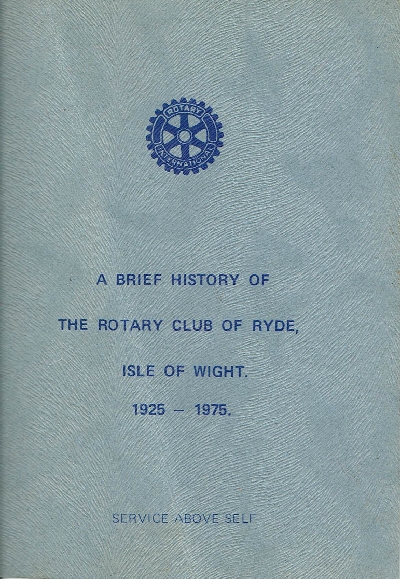 ROTARY
INTERNATIONAL
A BRIEF HISTORY OF
THE ROTARY CLUB OF RYDE,
ISLE OF WIGHT.
1925 – 1975.
SERVICE ABOVE SELF